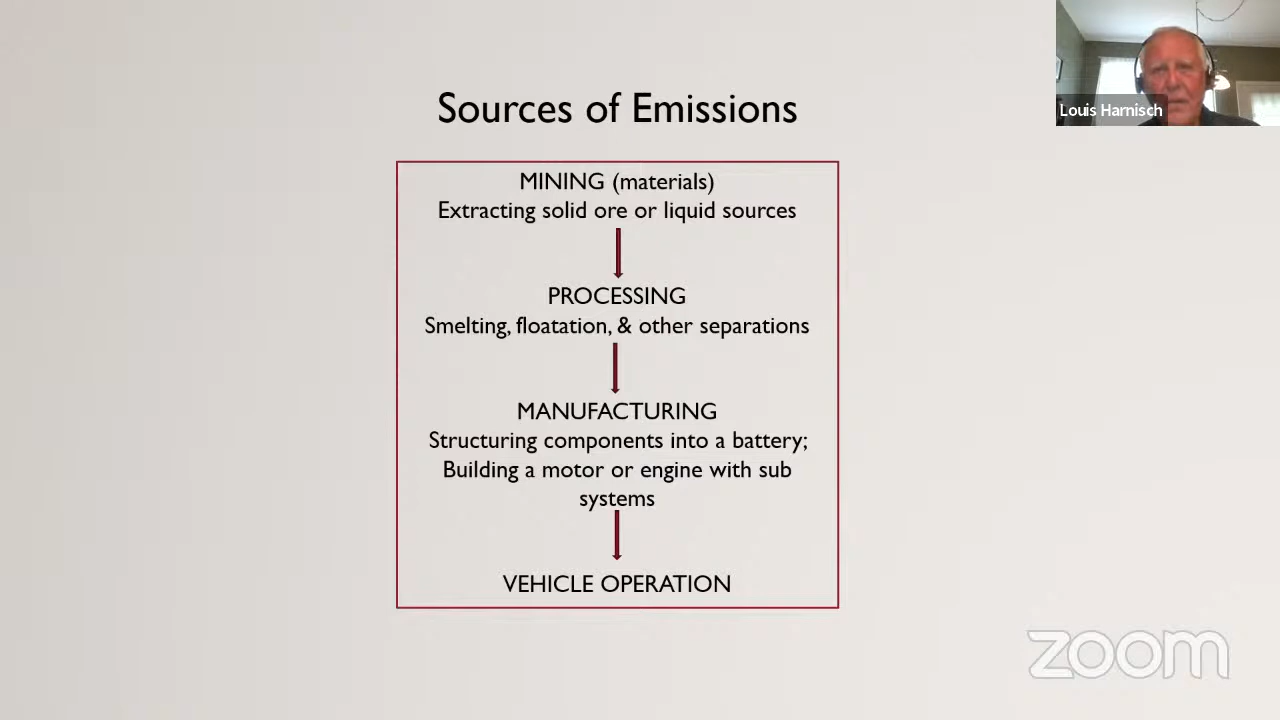 Sources of Emissions
Louis Harnisch
MINING (materials)
Extracting solid ore or liquid sources
PROCESSING
Smelting, floatation, & other separations
MANUFACTURING
Structuring components into a battery;
Building a motor or engine with sub
systems
VEHICLE OPERATION
zoom